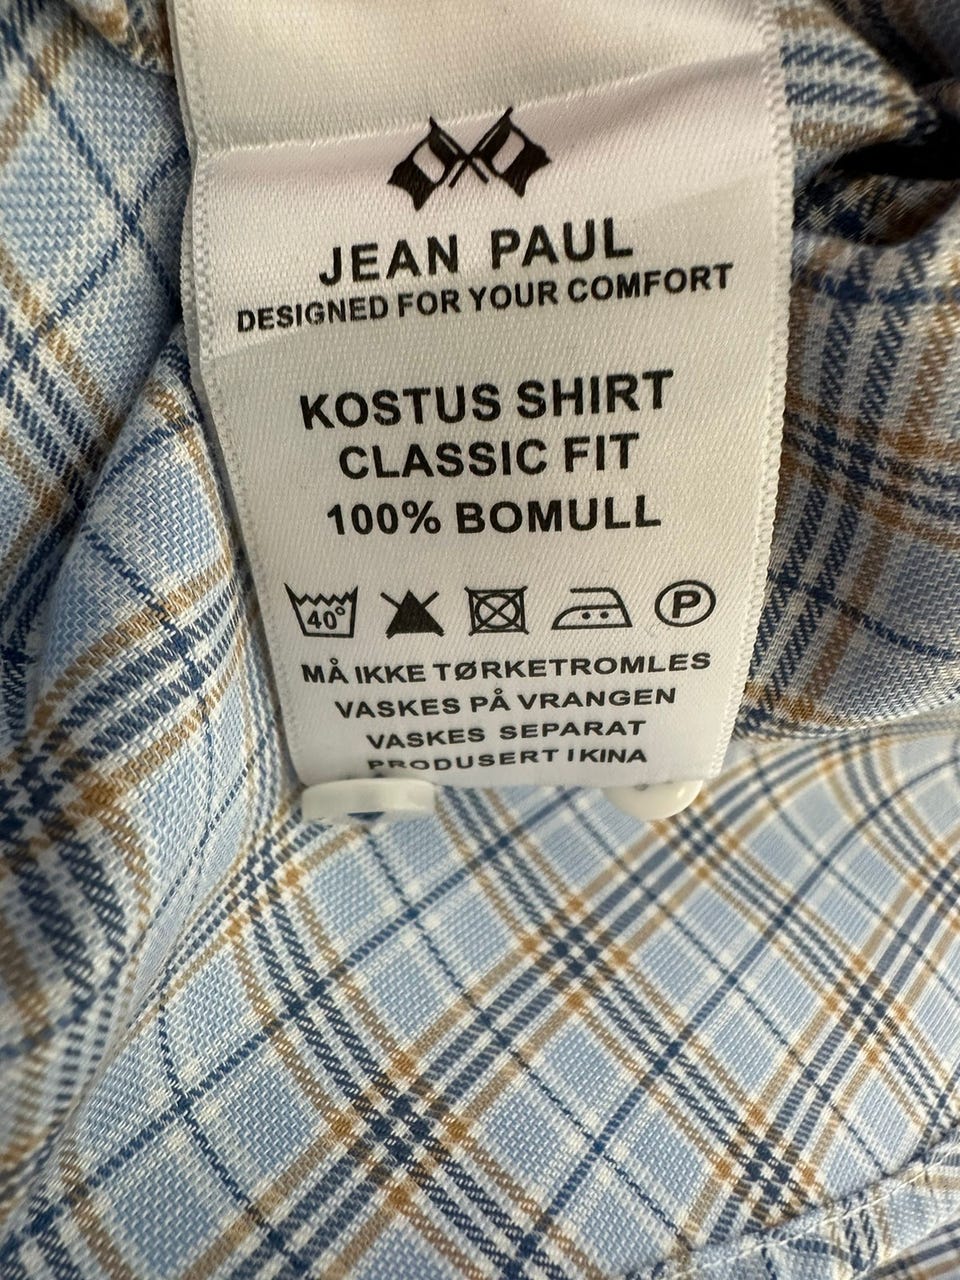 JEAN PAUL
DESIGNED FOR YOUR COMFORT
KOSTUS SHIRT
CLASSIC FIT
100% BOMULL
40° P
MÅ IKKE TØRKETROMLES
VASKES PÅ VRANGEN
VASKES SEPARAT
PRODUSERT I KINA